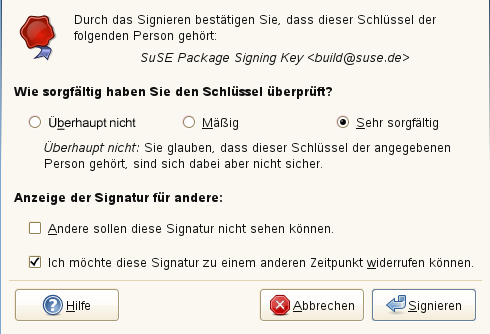 Durch das Signieren bestätigen Sie, dass dieser Schlüssel der
folgenden Person gehört:
SuSE Package Signing Key <build@suse.de>
Wie sorgfältig haben Sie den Schlüssel überprüft?
Überhaupt nicht Mäßig Sehr sorgfältig
Überhaupt nicht: Sie glauben, dass dieser Schlüssel der angegebenen
Person gehört, sind sich dabei aber nicht sicher.
Anzeige der Signatur für andere:
Andere sollen diese Signatur nicht sehen können.
Ich möchte diese Signatur zu einem anderen Zeitpunkt widerrufen können.
Hilfe Abbrechen Signieren